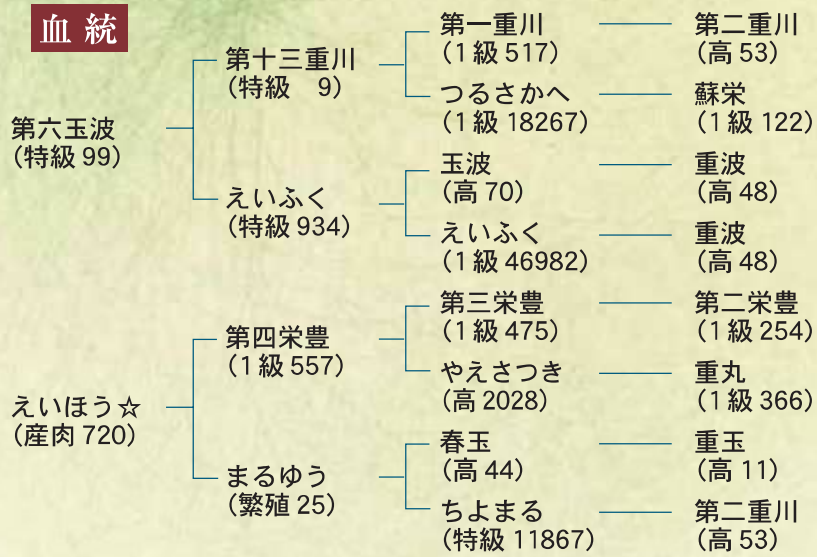 血統
第六玉波
(特級 99)
第十三重川
(特級　9)
第一重川
(1級 517)
第二重川
(高 53)
つるさかへ
(1級 18267)
蘇栄
(1級 122)
えいふく
(特級 934)
玉波
(高 70)
重波
(高 48)
えいふく
(1級 46982)
重波
(高 48)
えいほう☆
(産肉 720)
第四栄豊
(1級 557)
第三栄豊
(1級 475)
第二栄豊
(1級 254)
やえさつき
(高 2028)
重丸
(1級 366)
まるゆう
(繁殖 25)
春玉
(高 44)
重玉
(高 11)
ちよまる
(特級 11867)
第二重川
(高 53)